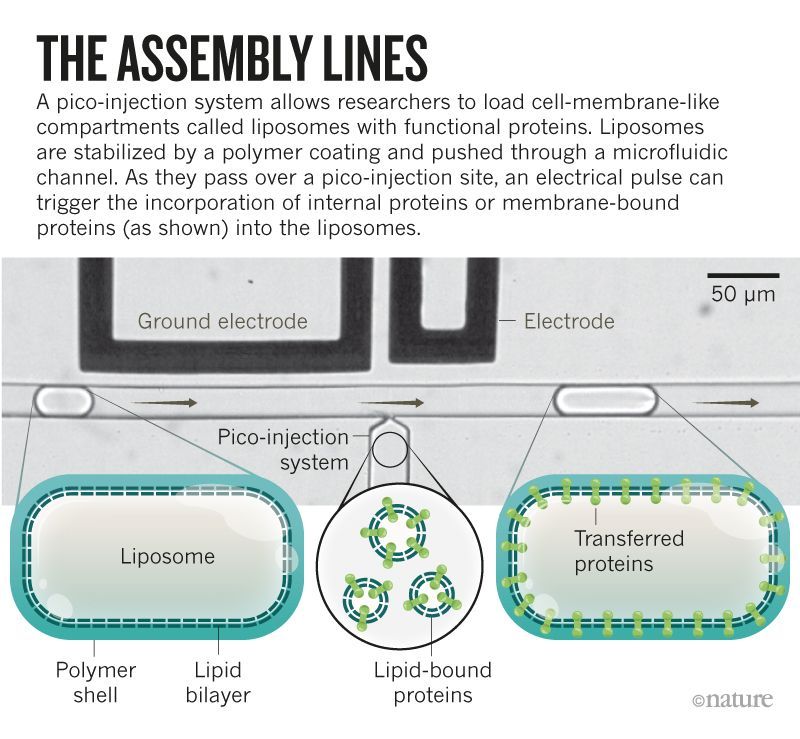 THE ASSEMBLY LINES
A pico-injection system allows researchers to load cell-membrane-like
compartments called liposomes with functional proteins. Liposomes
are stabilized by a polymer coating and pushed through a microfluidic
channel. As they pass over a pico-injection site, an electrical pulse can
trigger the incorporation of internal proteins or membrane-bound
proteins (as shown) into the liposomes.
50 µm
Ground electrode
Electrode
Pico-injection
system
Liposome
Transferred
proteins
Polymer
shell
Lipid
bilayer
Lipid-bound
proteins
©nature